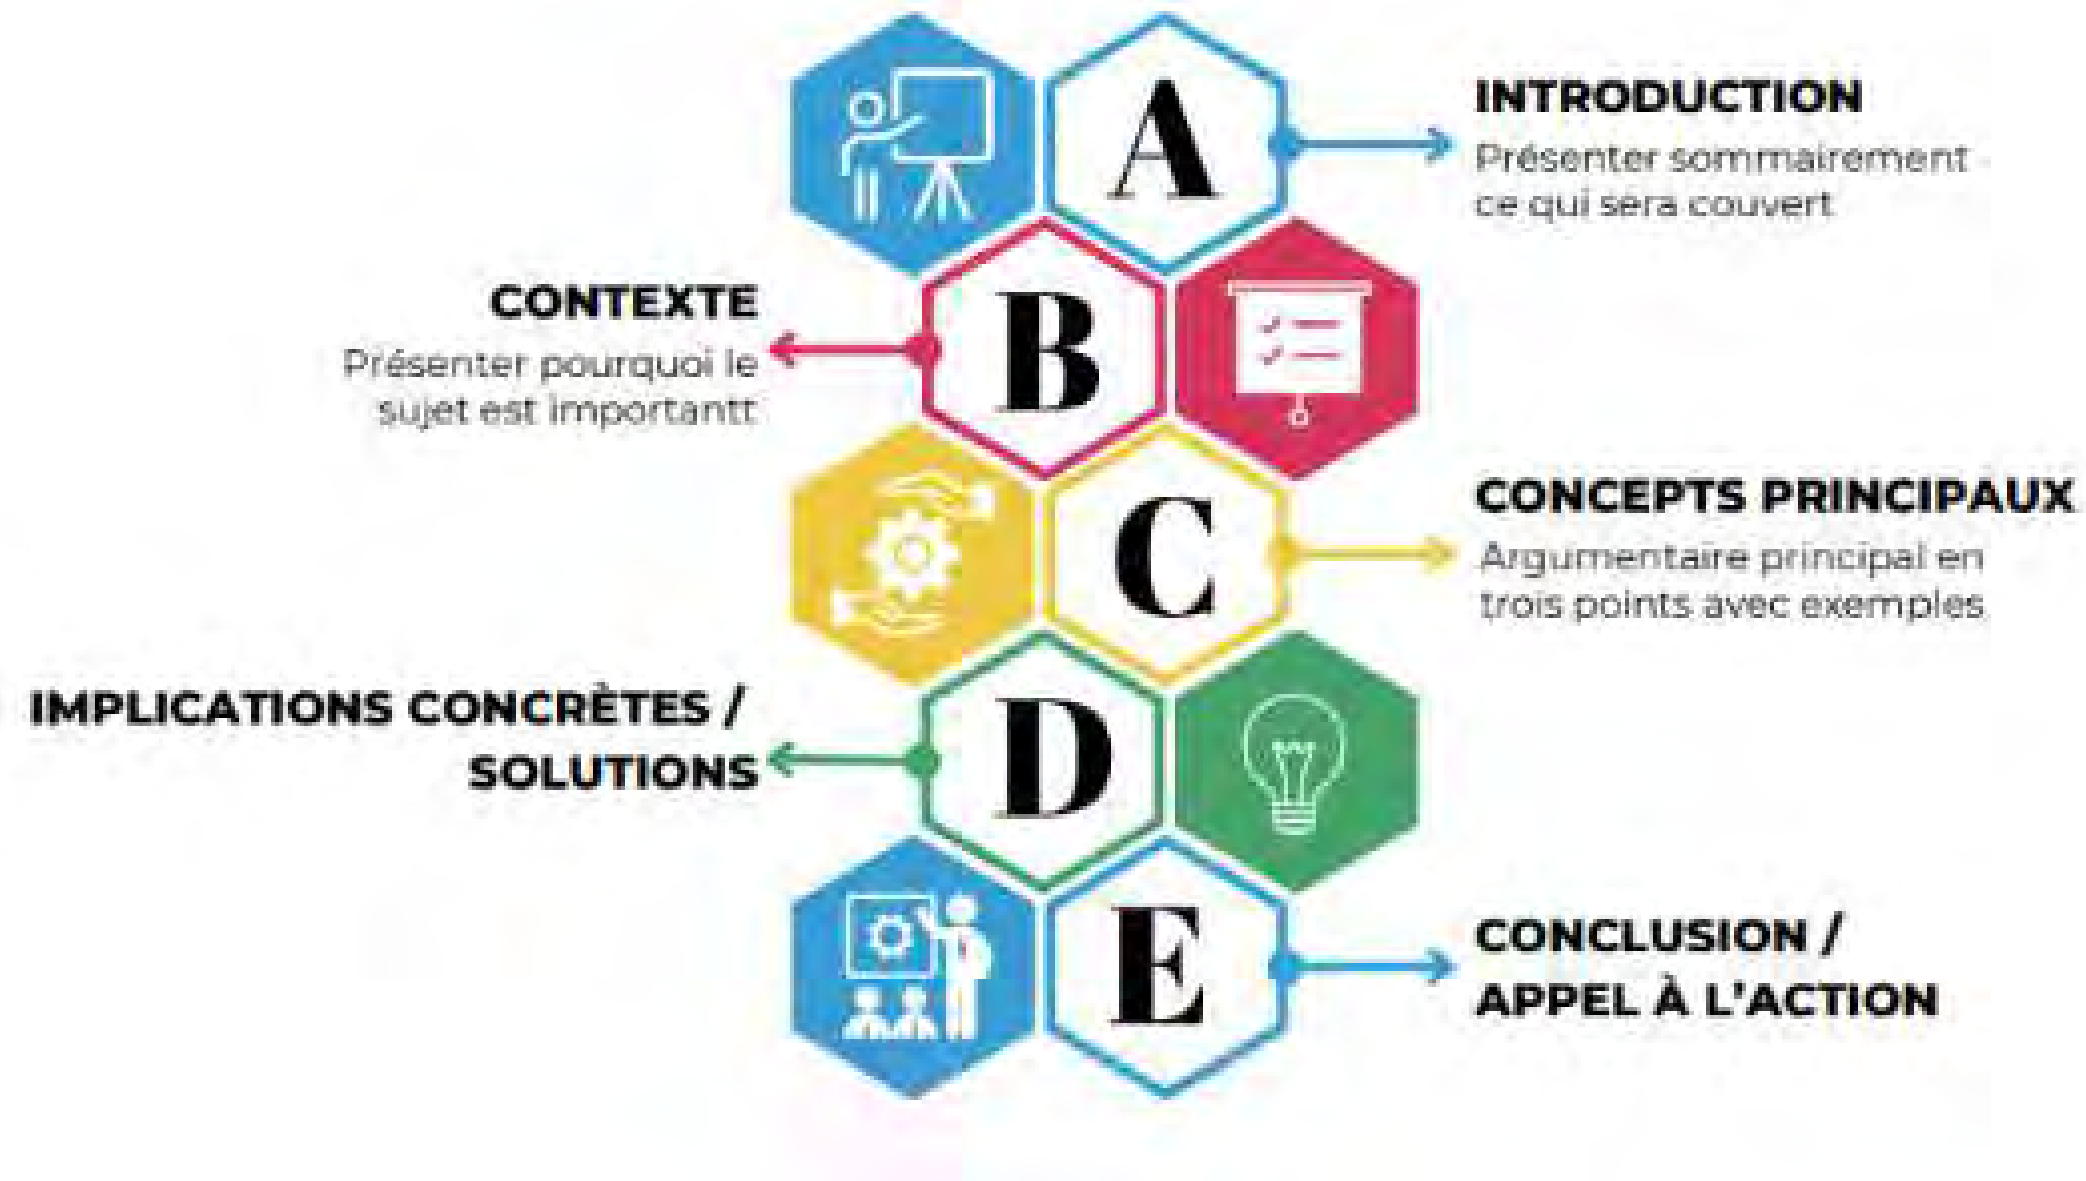 A
INTRODUCTION
Présenter sommairement
ce qui sera couvert
B
CONTEXTE
Présenter pourquoi le
sujet est importantt
C
CONCEPTS PRINCIPAUX
Argumentaire principal en
trois points avec exemples
D
IMPLICATIONS CONCRÈTES /
SOLUTIONS
E
CONCLUSION /
APPEL À L'ACTION